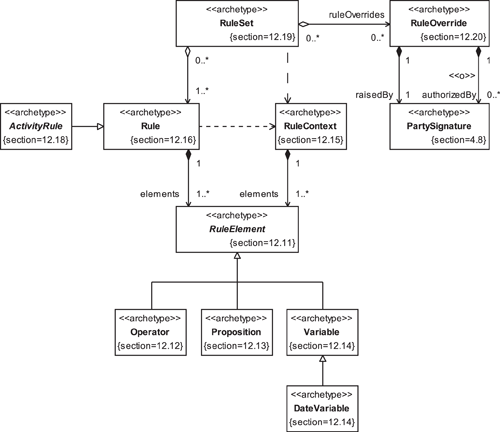 <<archetype>>
RuleSet
{section=12.19}
ruleOverrides
0..*
0..*
<<archetype>>
RuleOverride
{section=12.20}
0..*
1..*
1
1
<<o>>
raisedBy
1
authorizedBy
0..*
<<archetype>>
ActivityRule
{section=12.18}
<<archetype>>
Rule
{section=12.16}
<<archetype>>
RuleContext
{section=12.15}
<<archetype>>
PartySignature
{section=4.8}
1
1
elements
1..*
elements
1..*
<<archetype>>
RuleElement
{section=12.11}
<<archetype>>
Operator
{section=12.12}
<<archetype>>
Proposition
{section=12.13}
<<archetype>>
Variable
{section=12.14}
<<archetype>>
DateVariable
{section=12.14}